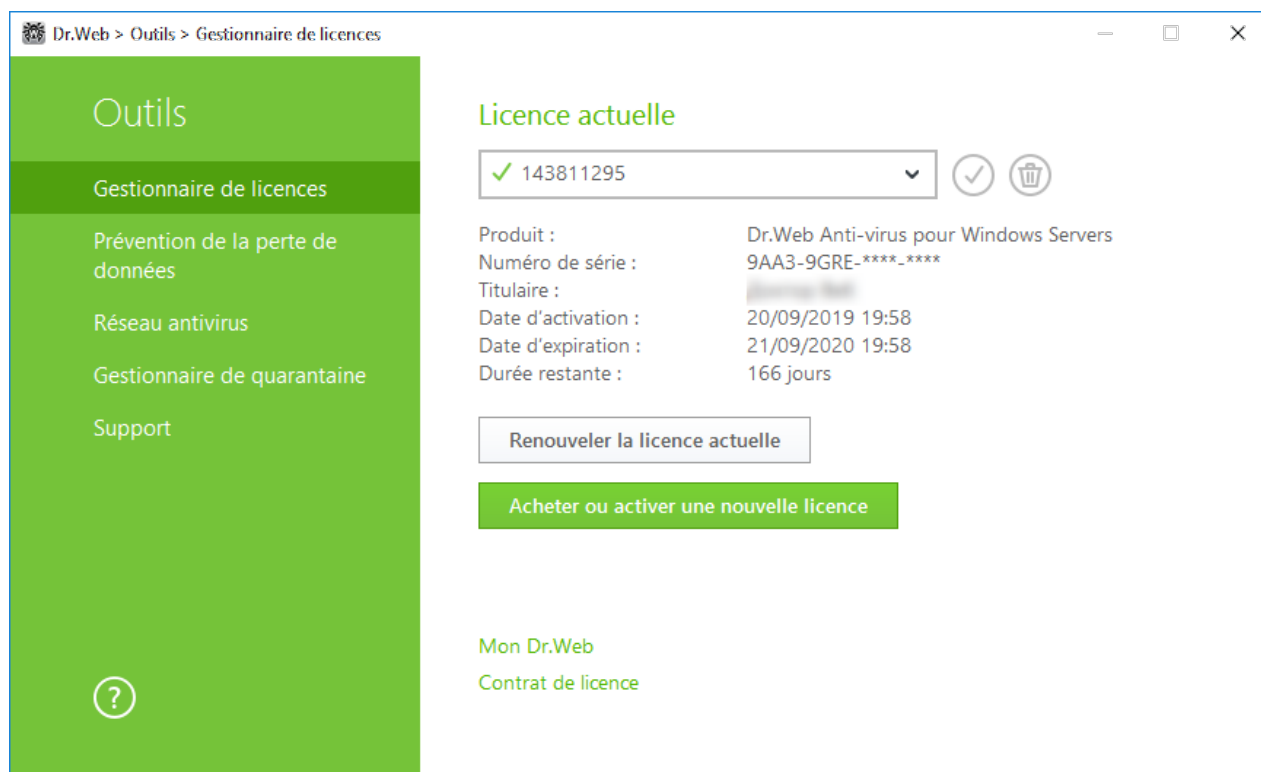 Dr.Web > Outils > Gestionnaire de licences
Outils
Gestionnaire de licences
Prévention de la perte de
données
Réseau antivirus
Gestionnaire de quarantaine
Support
?
Licence actuelle
143811295
Produit : Dr.Web Anti-virus pour Windows Servers
Numéro de série : 9AA3-9GRE-****-****
Titulaire :
Date d'activation : 20/09/2019 19:58
Date d'expiration : 21/09/2020 19:58
Durée restante : 166 jours
Renouveler la licence actuelle
Acheter ou activer une nouvelle licence
Mon Dr.Web
Contrat de licence